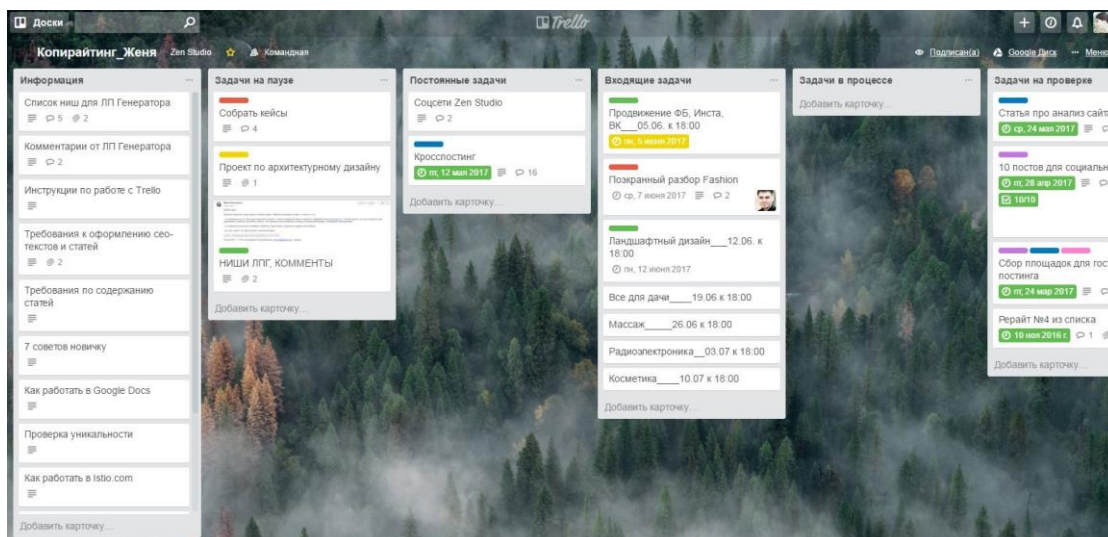 Доски
Trello
Копирайтинг_Женя Zen Studio Командная
Подписан(а) Google Диск ... Меню
Информация
Список ниш для ЛП Генератора
5 2
Комментарии от ЛП Генератора
2
Инструкции по работе с Trello
Требования к оформлению сео-
текстов и статей
2
Требования по содержанию
статей
7 советов новичку
Как работать в Google Docs
Проверка уникальности
Как работать в Istio.com
Добавить карточку...
Задачи на паузе
Собрать кейсы
4
Проект по архитектурному дизайну
1
НИШИ ЛПГ, КОММЕНТЫ
2
Добавить карточку...
Постоянные задачи
Соцсети Zen Studio
2
Кросспостинг
пт, 12 мая 2017 16
Добавить карточку...
Входящие задачи
Продвижение ФБ, Инста,
ВК___05.06. к 18:00
пн, 5 июня 2017
Поэкранный разбор Fashion
ср, 7 июня 2017 2
Ландшафтный дизайн___12.06. к
18:00
пн, 12 июня 2017
Все для дачи____19.06 к 18:00
Массаж_____26.06 к 18:00
Радиоэлектроника__03.07 к 18:00
Косметика____10.07 к 18:00
Добавить карточку...
Задачи в процессе
Добавить карточку...
Задачи на проверке
Статья про анализ сайта
ср, 24 мая 2017
10 постов для социальн
пт, 28 апр 2017
10/10
Сбор площадок для гос
постинга
пт, 24 мар 2017
Рерайт №4 из списка
10 ноя 2016 г. 1
Добавить карточку...